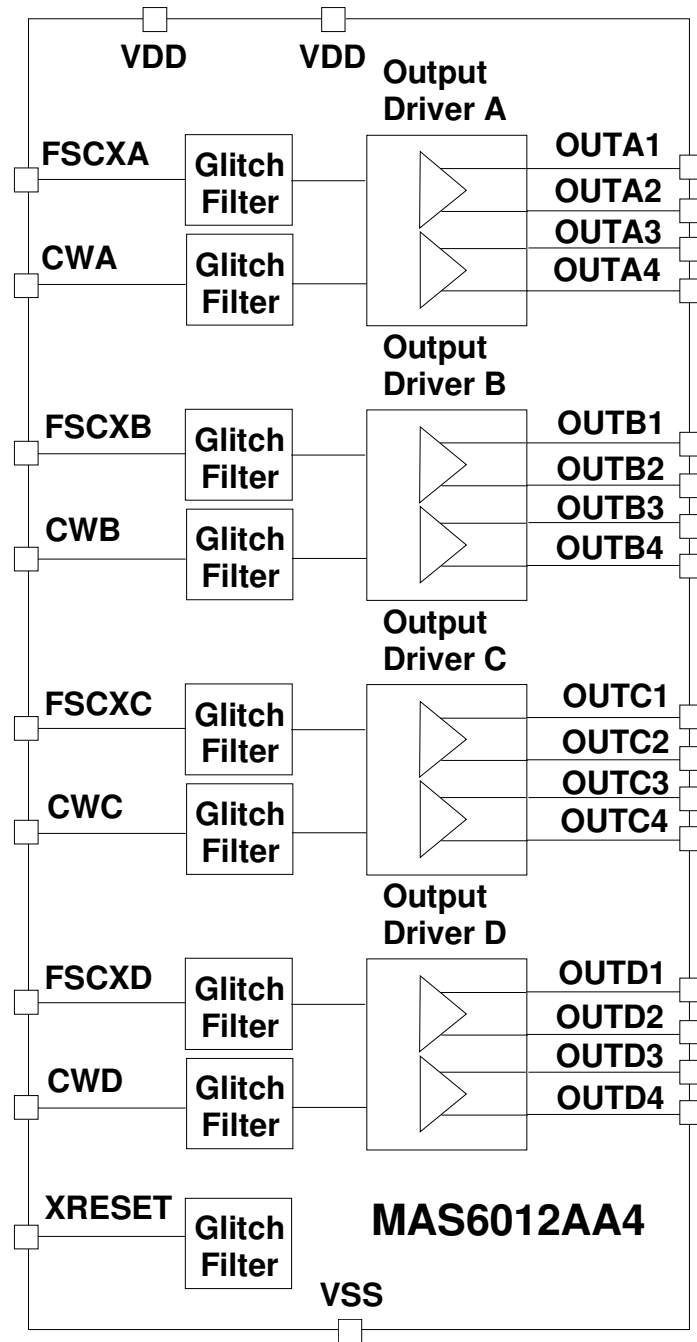 VDD
VDD
Output
Driver A
FSCXA
Glitch
Filter
OUTA1
OUTA2
OUTA3
OUTA4
CWA
Glitch
Filter
Output
Driver B
FSCXB
Glitch
Filter
OUTB1
OUTB2
OUTB3
OUTB4
CWB
Glitch
Filter
Output
Driver C
FSCXC
Glitch
Filter
OUTC1
OUTC2
OUTC3
OUTC4
CWC
Glitch
Filter
Output
Driver D
FSCXD
Glitch
Filter
OUTD1
OUTD2
OUTD3
OUTD4
CWD
Glitch
Filter
XRESET
Glitch
Filter
MAS6012AA4
VSS